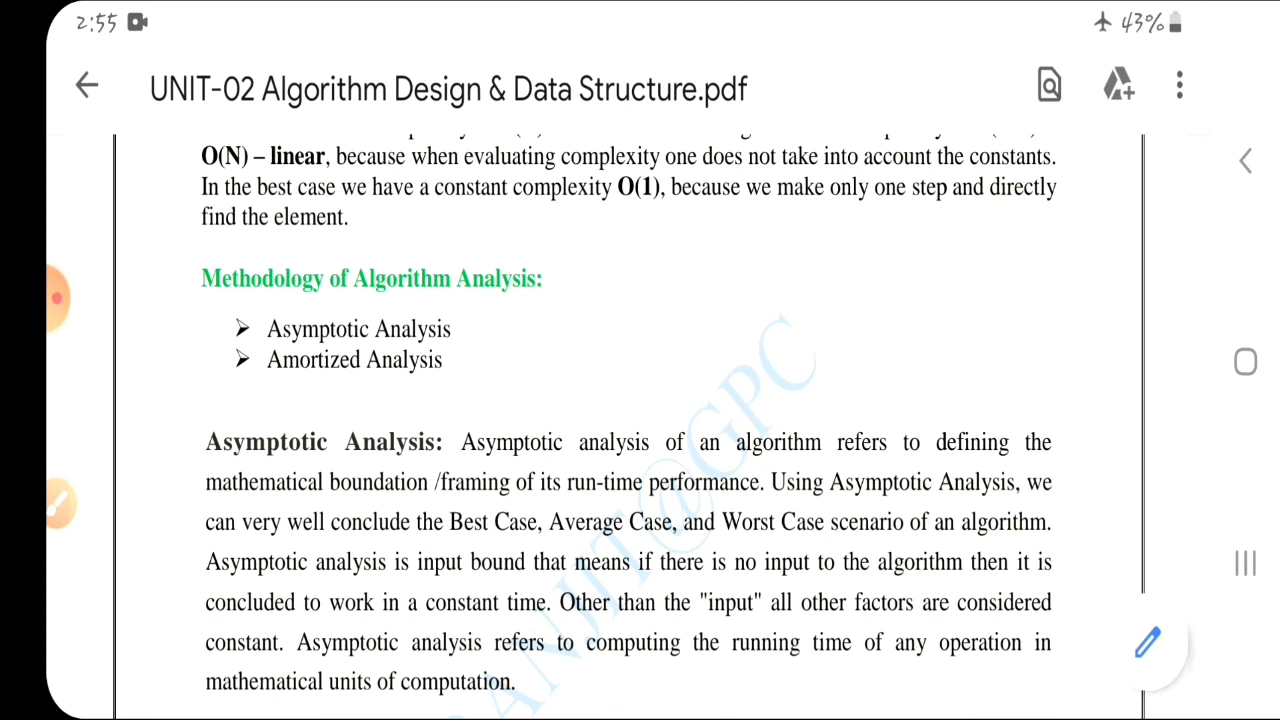 2:55
43%
UNIT-02 Algorithm Design & Data Structure.pdf
O(N) – linear, because when evaluating complexity one does not take into account the constants.
In the best case we have a constant complexity O(1), because we make only one step and directly
find the element.
Methodology of Algorithm Analysis:
➢ Asymptotic Analysis
➢ Amortized Analysis
Asymptotic Analysis: Asymptotic analysis of an algorithm refers to defining the
mathematical boundation /framing of its run-time performance. Using Asymptotic Analysis, we
can very well conclude the Best Case, Average Case, and Worst Case scenario of an algorithm.
Asymptotic analysis is input bound that means if there is no input to the algorithm then it is
concluded to work in a constant time. Other than the "input" all other factors are considered
constant. Asymptotic analysis refers to computing the running time of any operation in
mathematical units of computation.
ANJIT@GPC